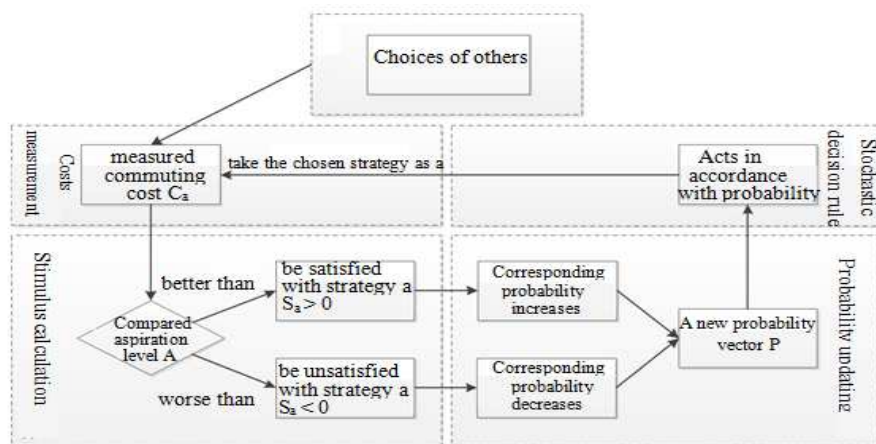 Choices of others
Costs
measurement
measured
commuting
cost Cₐ
take the chosen strategy as a
Acts in
accordance
with probability
Stochastic
decision rule
Stimulus calculation
better than
Compared
aspiration
level A
worse than
be satisfied
with strategy a
Sₐ > 0
be unsatisfied
with strategy a
Sₐ < 0
Corresponding
probability
increases
Corresponding
probability
decreases
A new probability
vector P
Probability updating